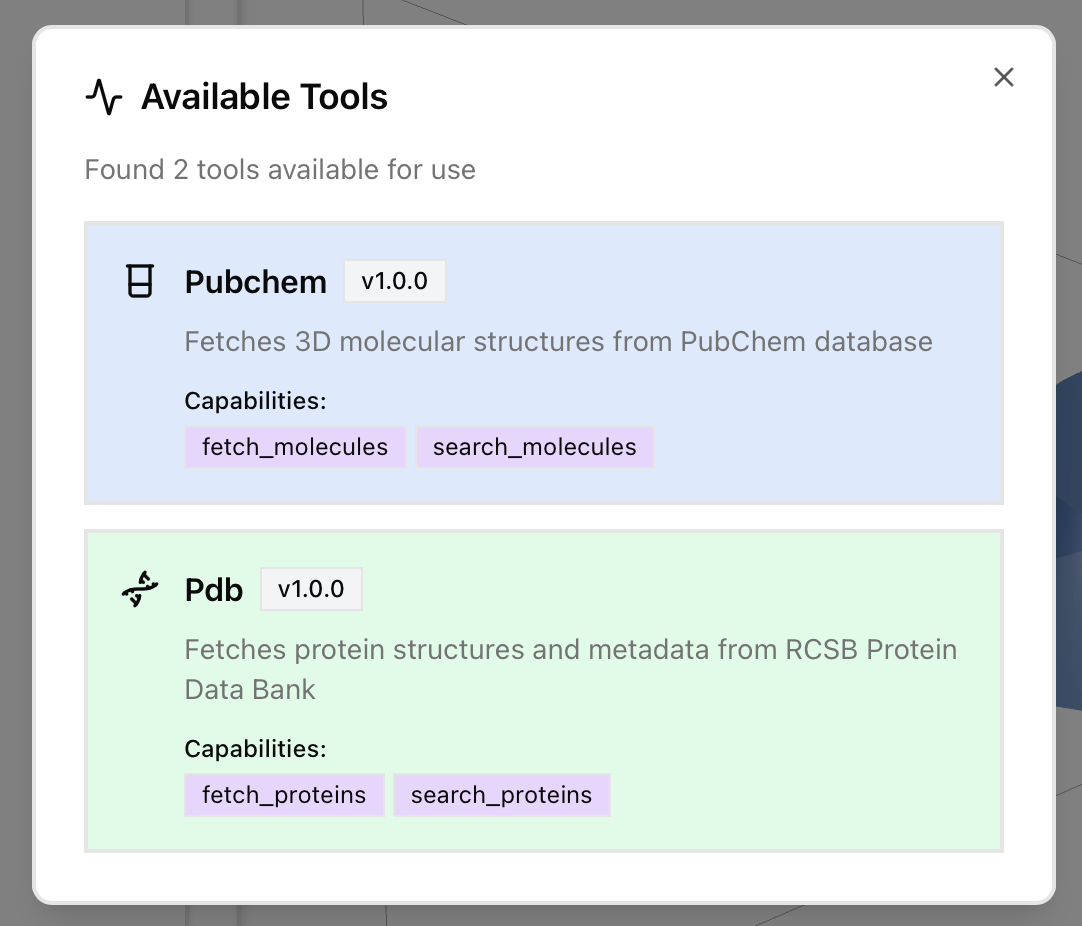 Available Tools
Found 2 tools available for use
Pubchem v1.0.0
Fetches 3D molecular structures from PubChem database
Capabilities:
fetch_molecules search_molecules
Pdb v1.0.0
Fetches protein structures and metadata from RCSB Protein
Data Bank
Capabilities:
fetch_proteins search_proteins